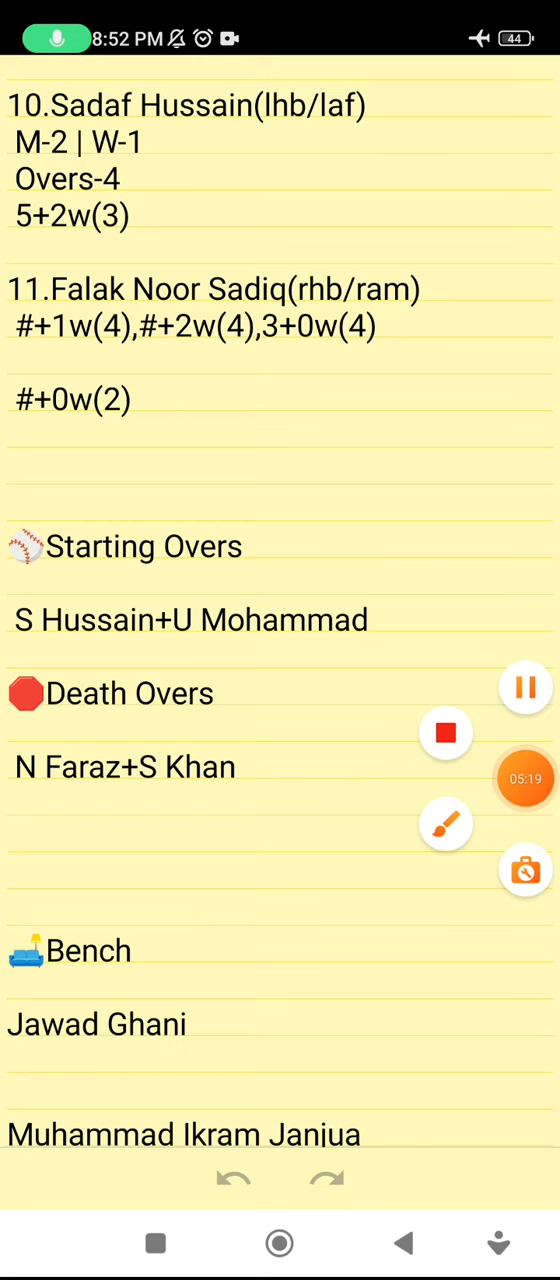 8:52 PM
44
10.Sadaf Hussain(lhb/laf)
M-2 | W-1
Overs-4
5+2w(3)
11.Falak Noor Sadiq(rhb/ram)
#+1w(4),#+2w(4),3+0w(4)
#+0w(2)
⚾Starting Overs
S Hussain+U Mohammad
🛑Death Overs
N Faraz+S Khan
05:19
🛋️Bench
Jawad Ghani
Muhammad Ikram Janjua